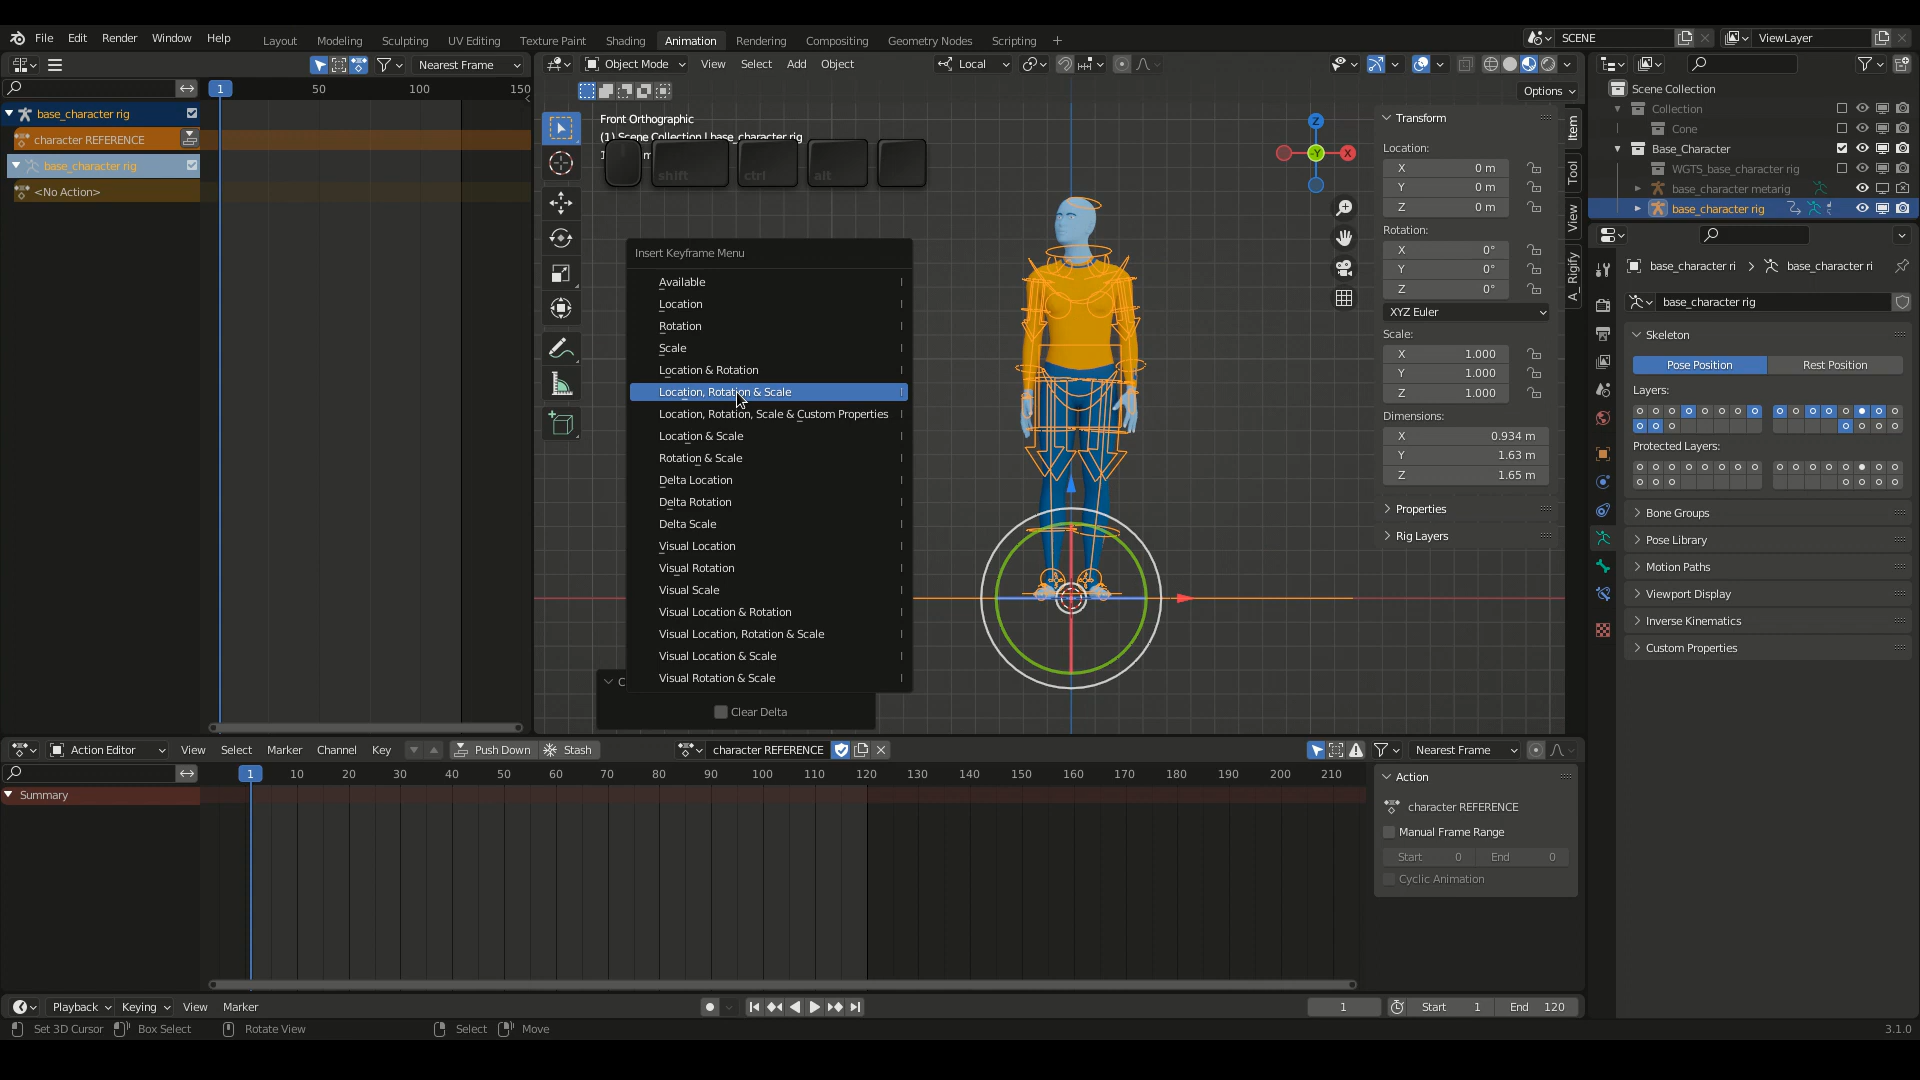 File Edit Render Window Help
Layout Modeling Sculpting UV Editing Texture Paint Shading Animation Rendering Compositing Geometry Nodes Scripting +
SCENE
ViewLayer
Nearest Frame
Object Mode View Select Add Object
Local
1 50 100 150
Options
base_character rig
character REFERENCE
base_character rig
<No Action>
Front Orthographic
(1) Scene Collection | base_character rig
shift ctrl alt
Insert Keyframe Menu
Available I
Location I
Rotation I
Scale I
Location & Rotation I
Location, Rotation & Scale I
Location, Rotation, Scale & Custom Properties I
Location & Scale I
Rotation & Scale I
Delta Location I
Delta Rotation I
Delta Scale I
Visual Location I
Visual Rotation I
Visual Scale I
Visual Location & Rotation I
Visual Location, Rotation & Scale I
Visual Location & Scale I
Visual Rotation & Scale I
Clear Delta
Z
-Y X
Transform
Location:
X 0 m
Y 0 m
Z 0 m
Rotation:
X 0°
Y 0°
Z 0°
XYZ Euler
Scale:
X 1.000
Y 1.000
Z 1.000
Dimensions:
X 0.934 m
Y 1.63 m
Z 1.65 m
Properties
Rig Layers
Item
Tool
View
A_Rigify
Scene Collection
Collection
Cone
Base_Character
WGTS_base_character rig
base_character metarig
base_character rig
base_character ri > base_character ri
base_character rig
Skeleton
Pose Position Rest Position
Layers:
Protected Layers:
Bone Groups
Pose Library
Motion Paths
Viewport Display
Inverse Kinematics
Custom Properties
Action Editor View Select Marker Channel Key Push Down Stash character REFERENCE Nearest Frame
1 10 20 30 40 50 60 70 80 90 100 110 120 130 140 150 160 170 180 190 200 210
Summary
Action
character REFERENCE
Manual Frame Range
Start 0 End 0
Cyclic Animation
Playback Keying View Marker
1 Start 1 End 120
Set 3D Cursor Box Select Rotate View Select Move
3.1.0